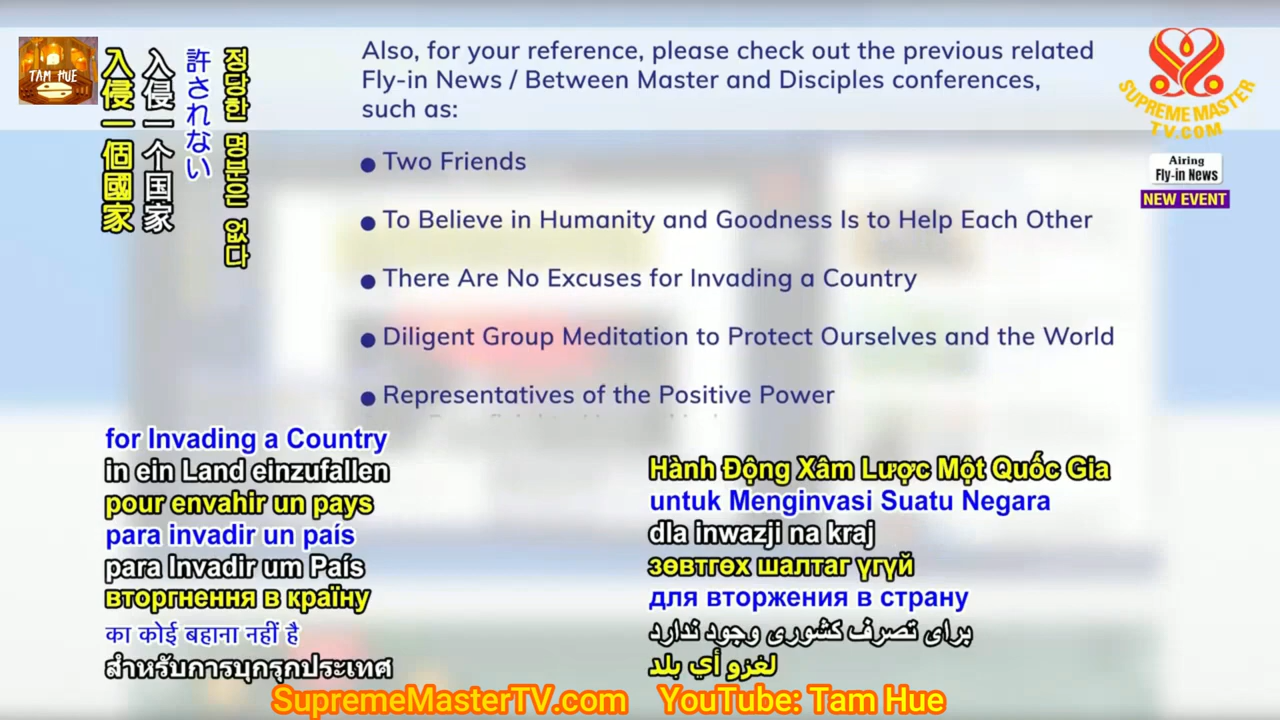 TAM HUE
入侵一個國家
入侵一个国家
許されない
정당한 명분은 없다
Also, for your reference, please check out the previous related
Fly-in News / Between Master and Disciples conferences,
such as:
● Two Friends
● To Believe in Humanity and Goodness Is to Help Each Other
● There Are No Excuses for Invading a Country
● Diligent Group Meditation to Protect Ourselves and the World
● Representatives of the Positive Power
SUPREME MASTER
TV.COM
Airing
Fly-in News
NEW EVENT
for Invading a Country
in ein Land einzufallen
pour envahir un pays
para invadir un país
para Invadir um País
вторгнення в країну
का कोई बहाना नहीं है
สำหรับการบุกรุกประเทศ
Hành Động Xâm Lược Một Quốc Gia
untuk Menginvasi Suatu Negara
dla inwazji na kraj
зөвтгөх шалтаг үгүй
для вторжения в страну
برای تصرف کشوری وجود ندارد
لغزو أي بلد
SupremeMasterTV.com YouTube: Tam Hue